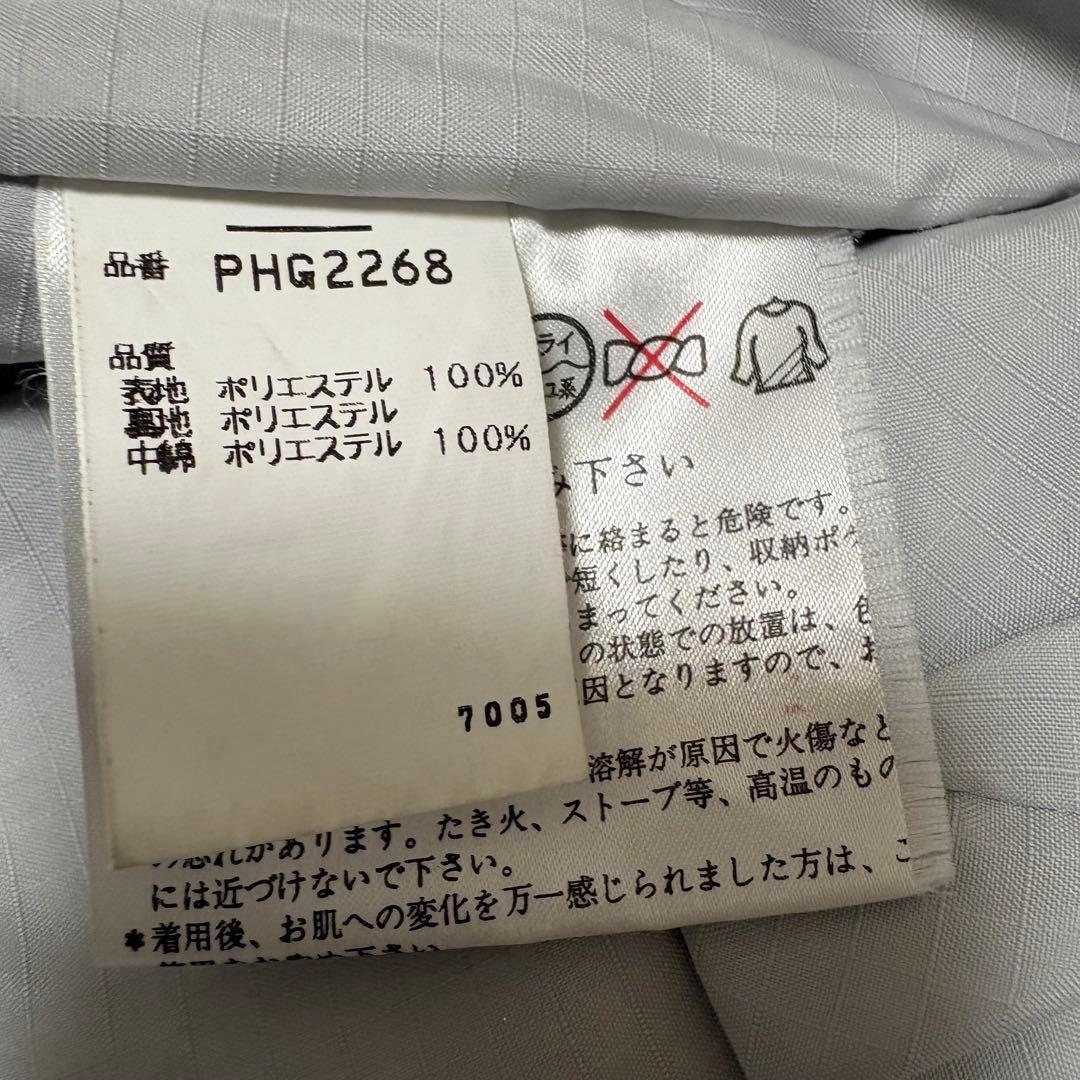 品番 PHG2268
品質
表地 ポリエステル 100%
裏地 ポリエステル
中綿 ポリエステル 100%
7005
ライ
ユ系
み下さい
に絡まると危険です。
短くしたり、収納ポケ
まってください。
の状態での放置は、色
因となりますので、お
溶解が原因で火傷など
の恐れがあります。たき火、ストーブ等、高温のもの
には近づけないで下さい。
*着用後、お肌への変化を万一感じられました方は、ご